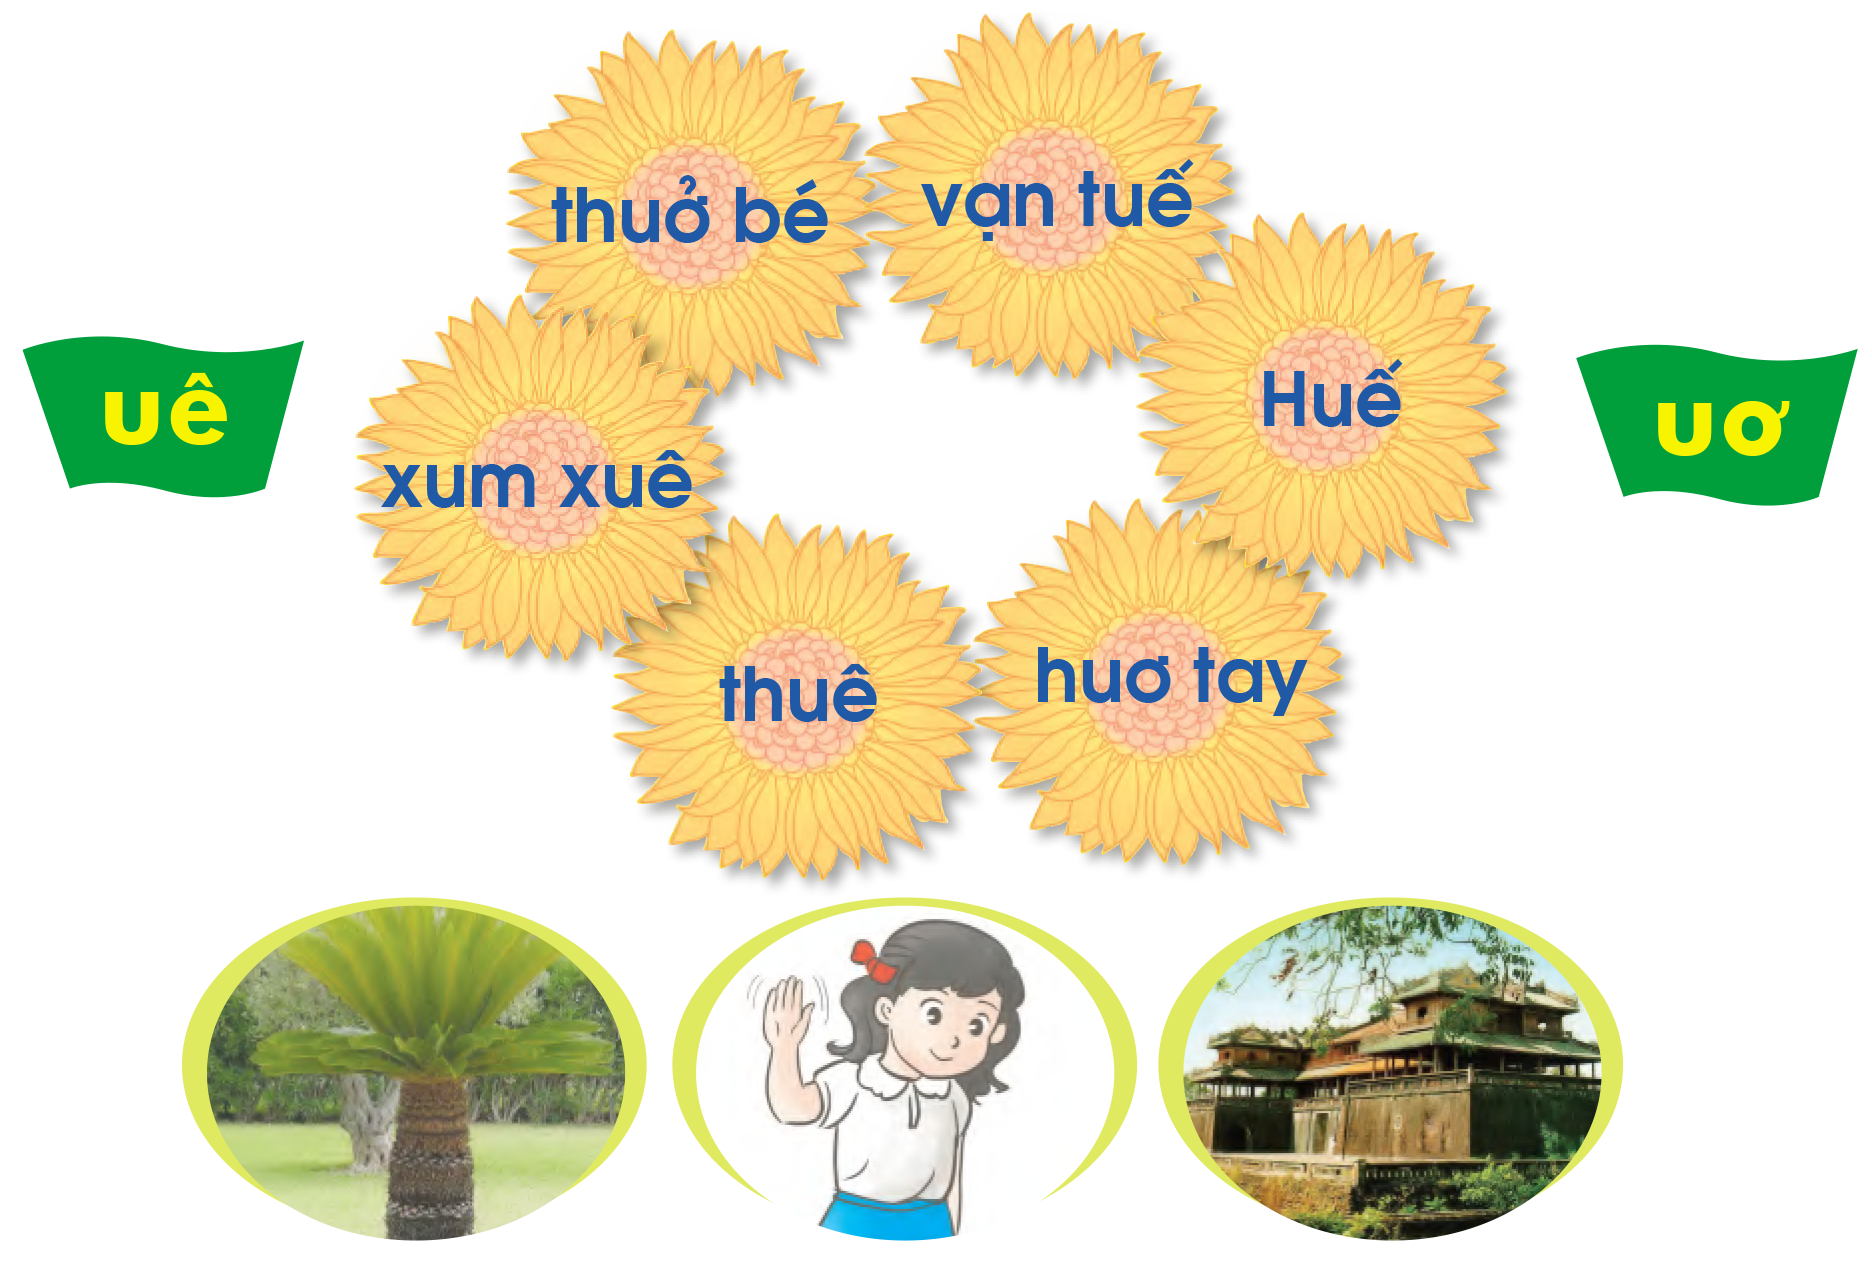 thuở bé
vạn tuế
uê
xum xuê
Huế
uơ
thuê
huơ tay